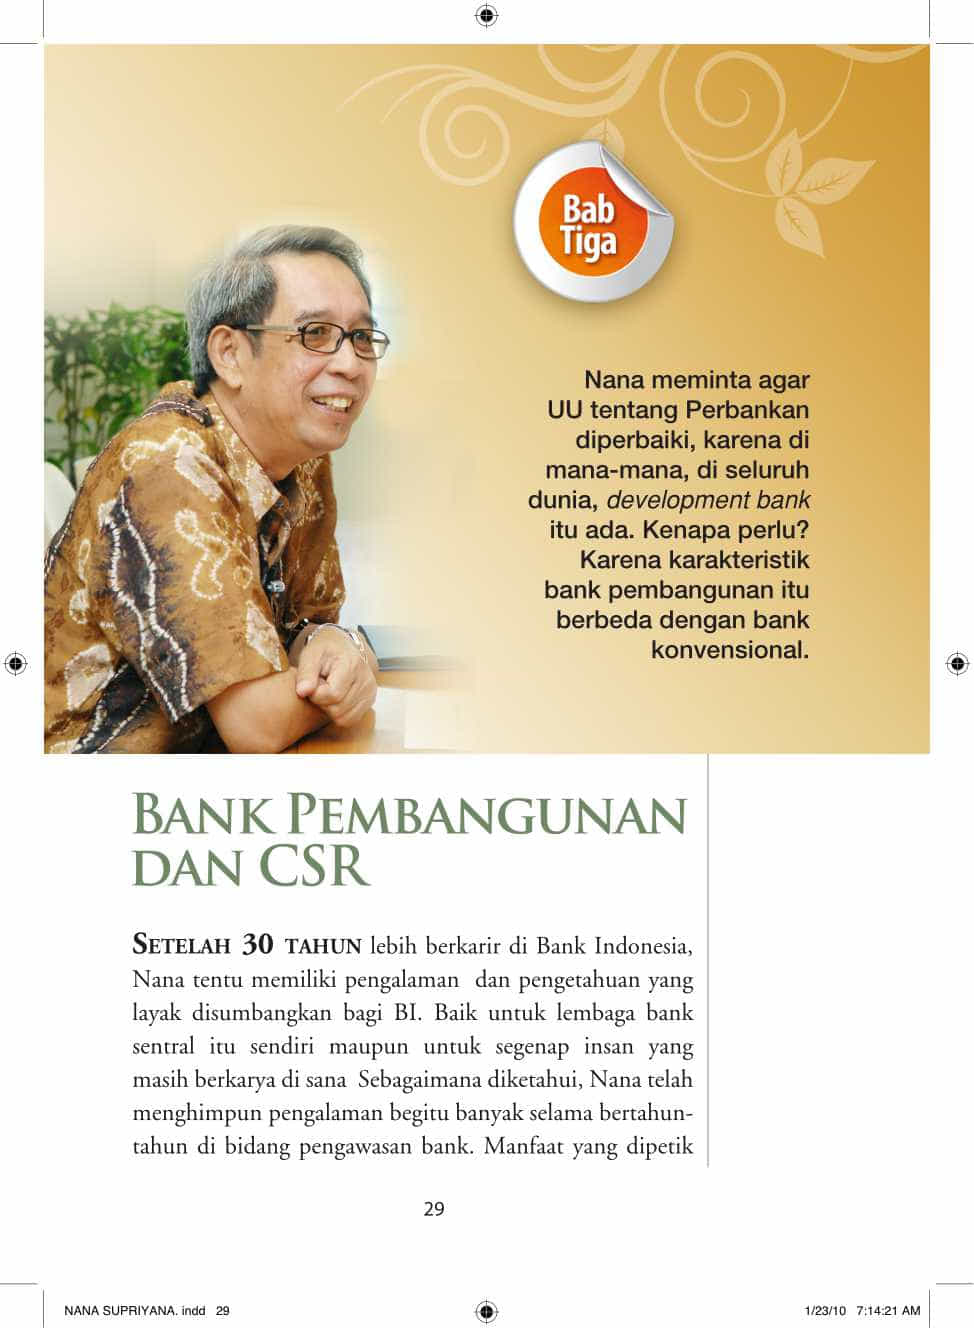 Bab
Tiga
Nana meminta agar
UU tentang Perbankan
diperbaiki, karena di
mana-mana, di seluruh
dunia, development bank
itu ada. Kenapa perlu?
Karena karakteristik
bank pembangunan itu
berbeda dengan bank
konvensional.
BANK PEMBANGUNAN
DAN CSR
SETELAH 30 TAHUN lebih berkarir di Bank Indonesia,
Nana tentu memiliki pengalaman  dan pengetahuan yang
layak disumbangkan bagi BI. Baik untuk lembaga bank
sentral itu sendiri maupun untuk segenap insan yang
masih berkarya di sana  Sebagaimana diketahui, Nana telah
menghimpun pengalaman begitu banyak selama bertahun-
tahun di bidang pengawasan bank. Manfaat yang dipetik
29
NANA SUPRIYANA. indd   29
1/23/10   7:14:21 AM